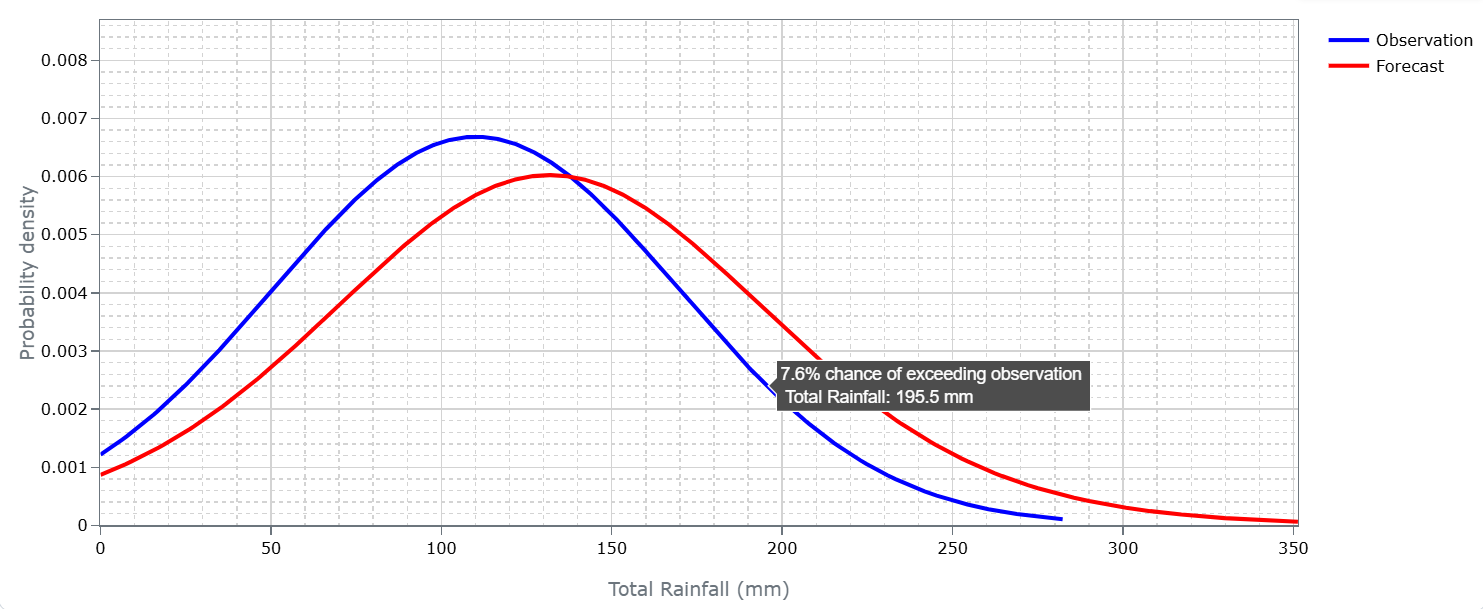 Observation
Forecast
Probability density
0.008
0.007
0.006
0.005
0.004
0.003
0.002
0.001
0
7.6% chance of exceeding observation
Total Rainfall: 195.5 mm
0 50 100 150 200 250 300 350
Total Rainfall (mm)